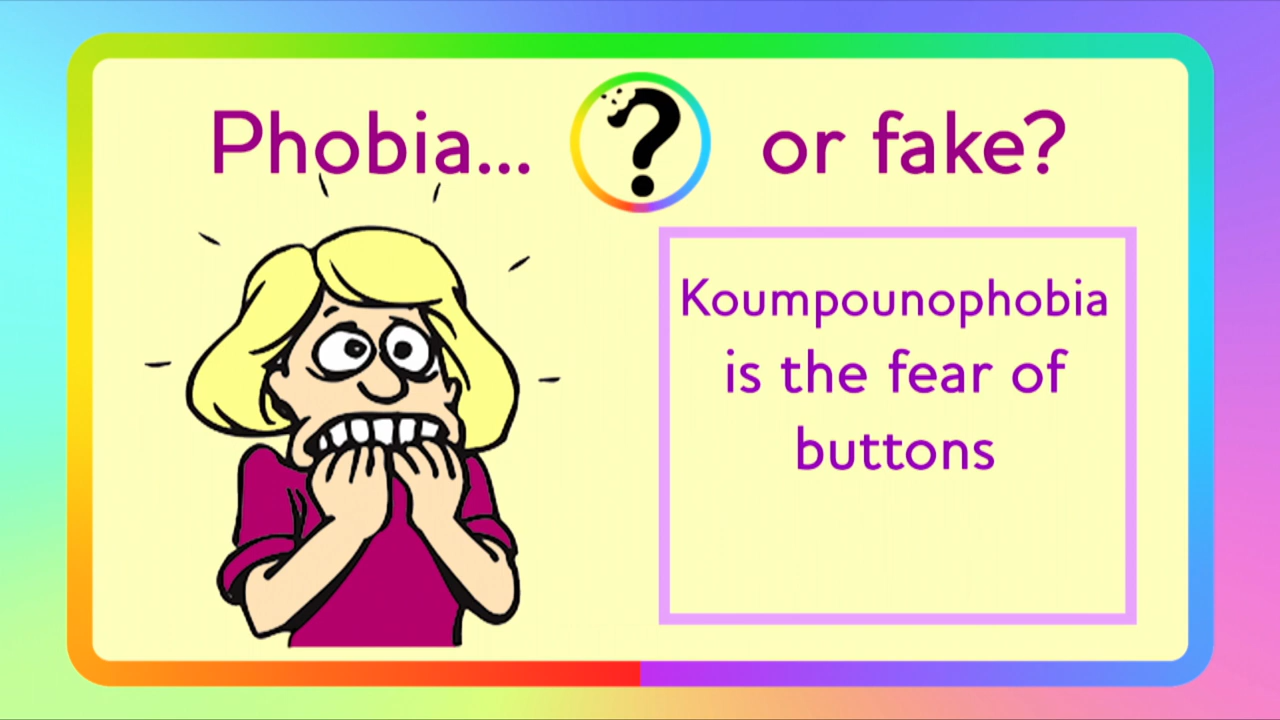 Phobia... ? or fake?
Koumpounophobia
is the fear of
buttons